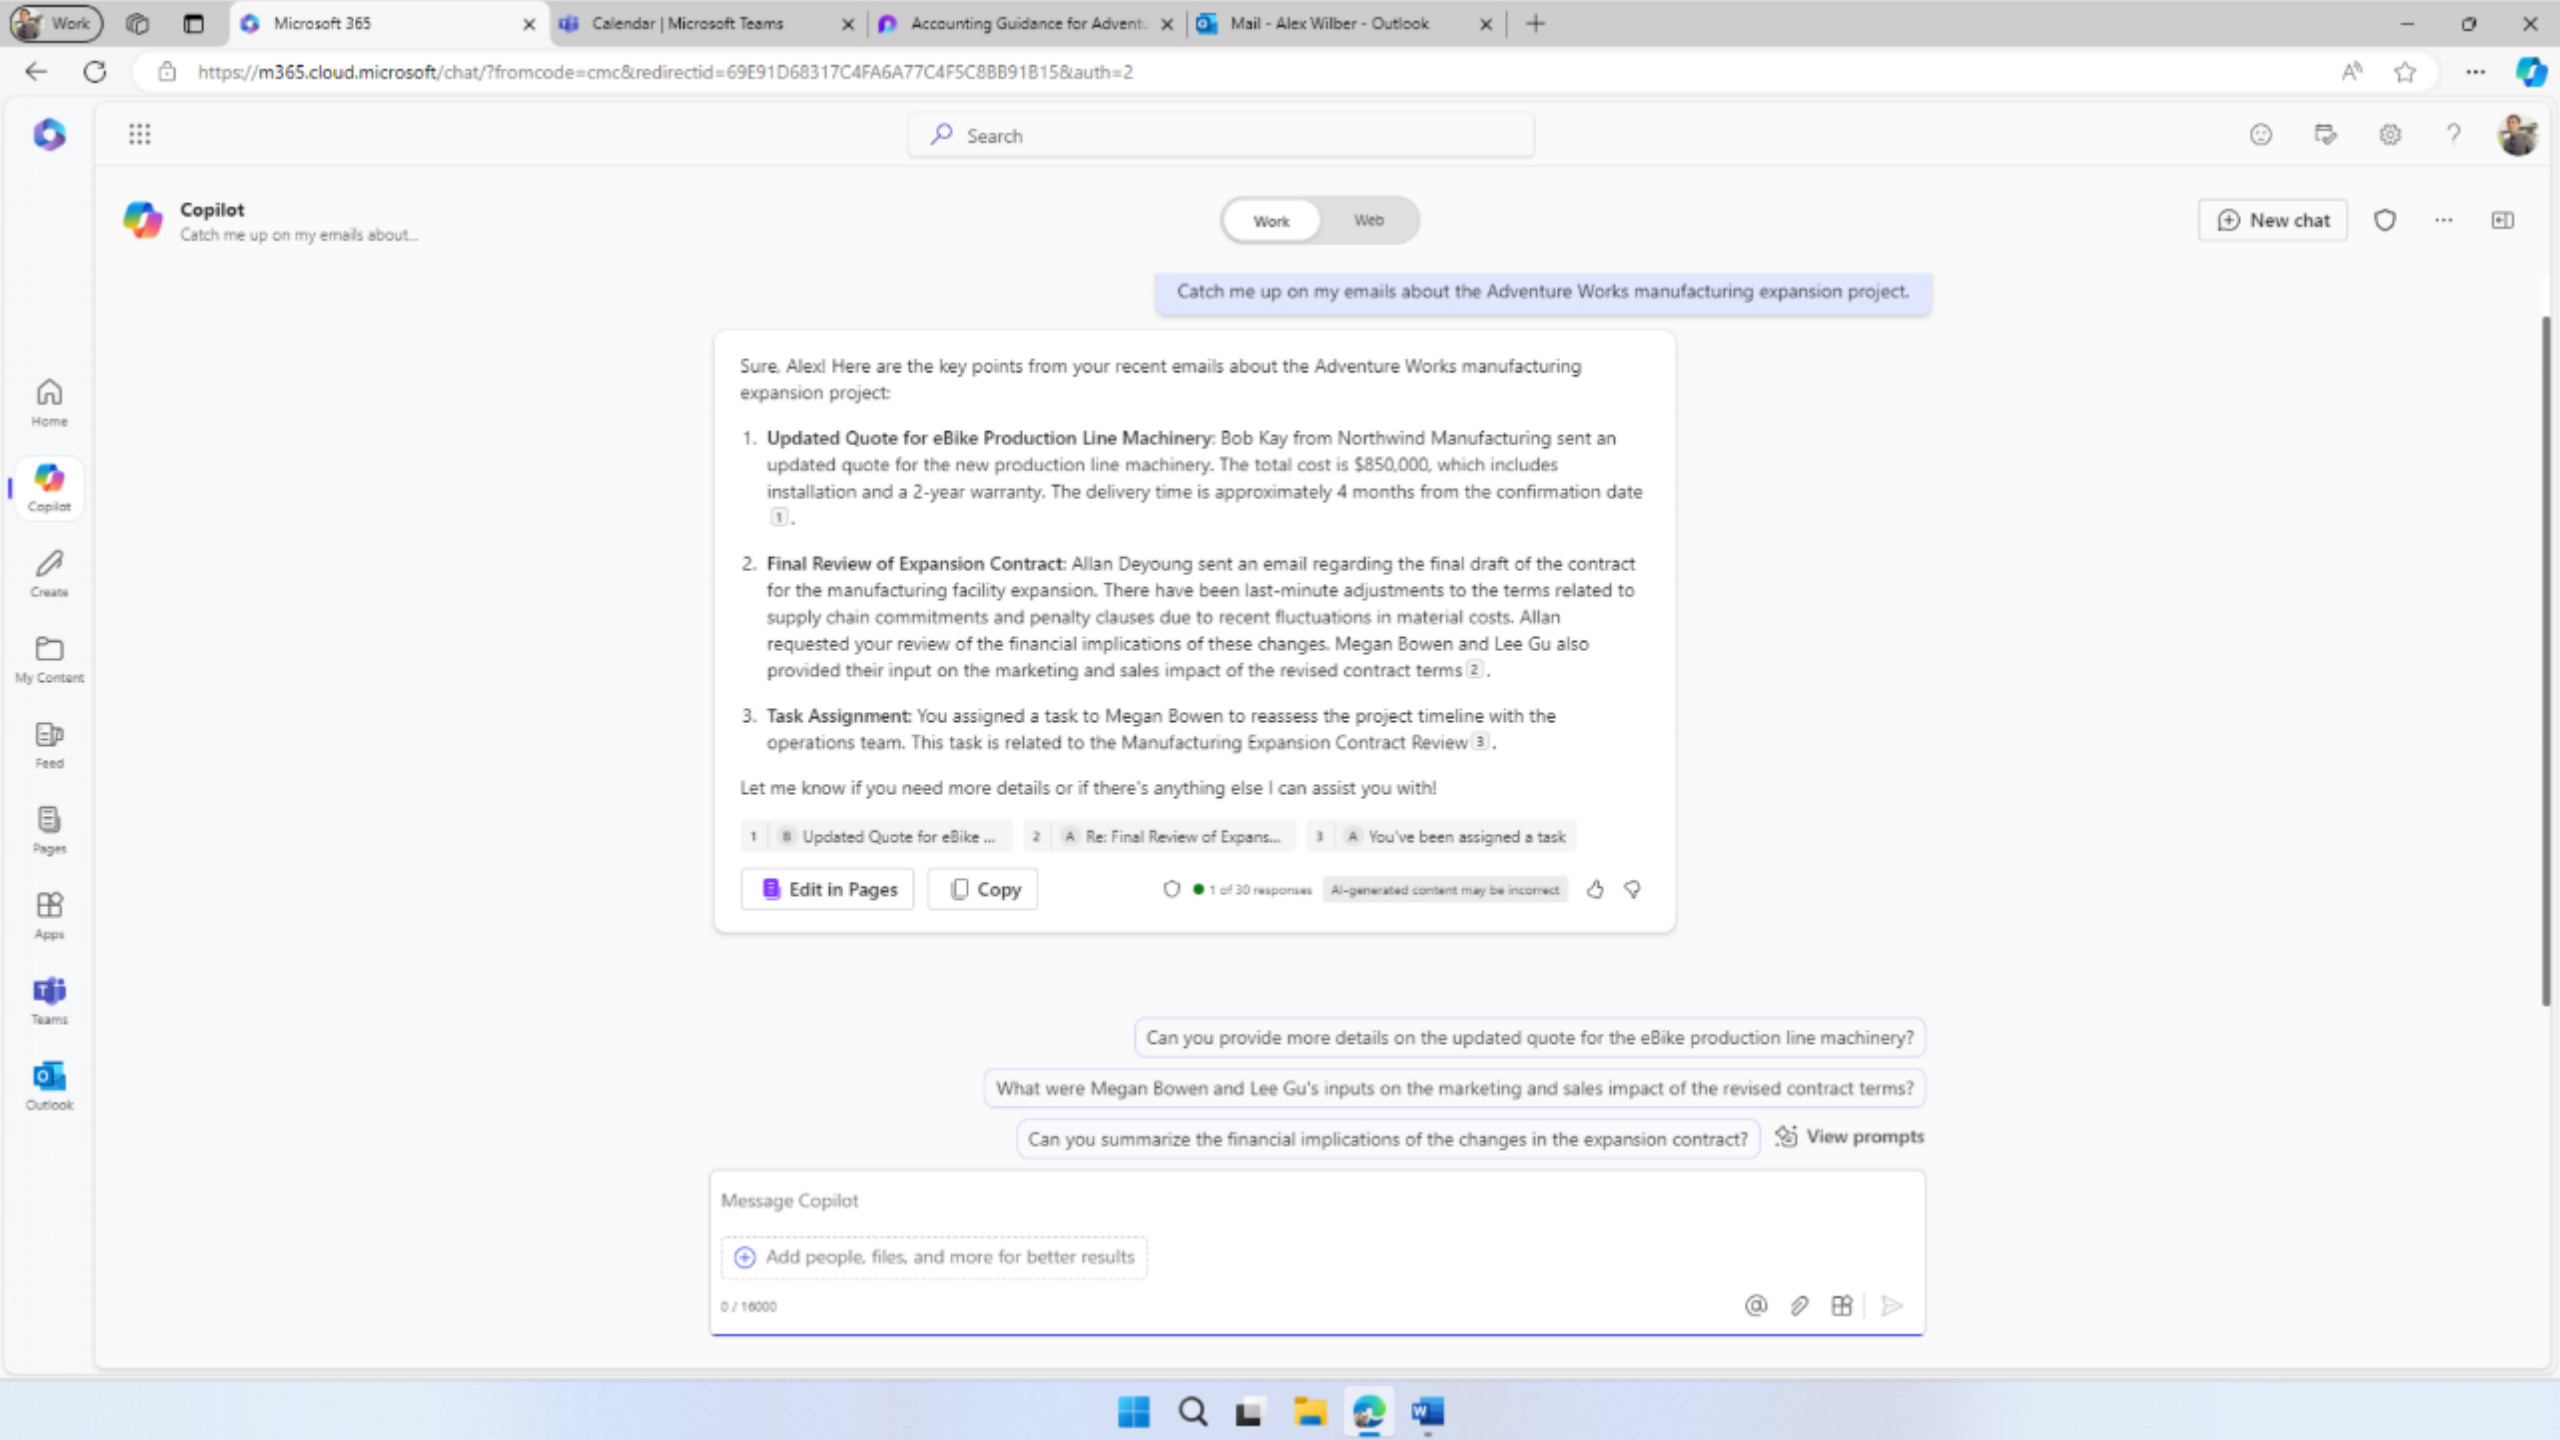 Work
Microsoft 365
Calendar | Microsoft Teams
Accounting Guidance for Advent
Mail - Alex Wilber - Outlook
https://m365.cloud.microsoft/chat/?fromcode=cmc&redirectid=69E91D68317C4FA6A77C4F5C8BB91B15&auth=2
Search
Copilot
Catch me up on my emails about...
Work
Web
New chat
Home
Copilot
Create
My Content
Feed
Pages
Apps
Teams
Outlook
Catch me up on my emails about the Adventure Works manufacturing expansion project.
Sure, Alex! Here are the key points from your recent emails about the Adventure Works manufacturing
expansion project:
1. Updated Quote for eBike Production Line Machinery: Bob Kay from Northwind Manufacturing sent an
updated quote for the new production line machinery. The total cost is $850,000, which includes
installation and a 2-year warranty. The delivery time is approximately 4 months from the confirmation date
1.
2. Final Review of Expansion Contract: Allan Deyoung sent an email regarding the final draft of the contract
for the manufacturing facility expansion. There have been last-minute adjustments to the terms related to
supply chain commitments and penalty clauses due to recent fluctuations in material costs. Allan
requested your review of the financial implications of these changes. Megan Bowen and Lee Gu also
provided their input on the marketing and sales impact of the revised contract terms 2.
3. Task Assignment: You assigned a task to Megan Bowen to reassess the project timeline with the
operations team. This task is related to the Manufacturing Expansion Contract Review 3.
Let me know if you need more details or if there's anything else I can assist you with!
1 B Updated Quote for eBike ... 2 A Re: Final Review of Expans... 3 A You've been assigned a task
Edit in Pages Copy 1 of 30 responses AI-generated content may be incorrect
Can you provide more details on the updated quote for the eBike production line machinery?
What were Megan Bowen and Lee Gu's inputs on the marketing and sales impact of the revised contract terms?
Can you summarize the financial implications of the changes in the expansion contract? View prompts
Message Copilot
Add people, files, and more for better results
0 / 16000